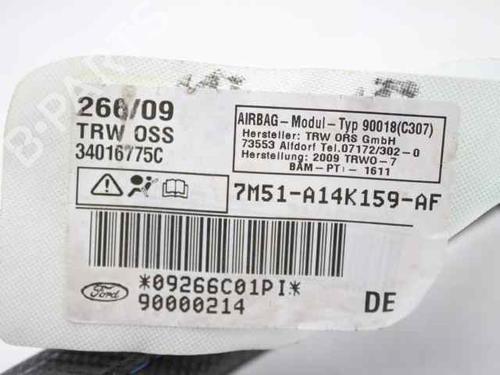 266/09
TRW OSS
34016775C
AIRBAG-Modul-Typ 90018(C307)
Hersteller: TRW ORS GmbH
73553 Alfdorf Tel.07172/302-0
Herstellung: 2009 TRWO-7
BAM-PT1-1611
7M51-A14K159-AF
*09266C01PI*
Ford
90000214
DE
B-PARTS